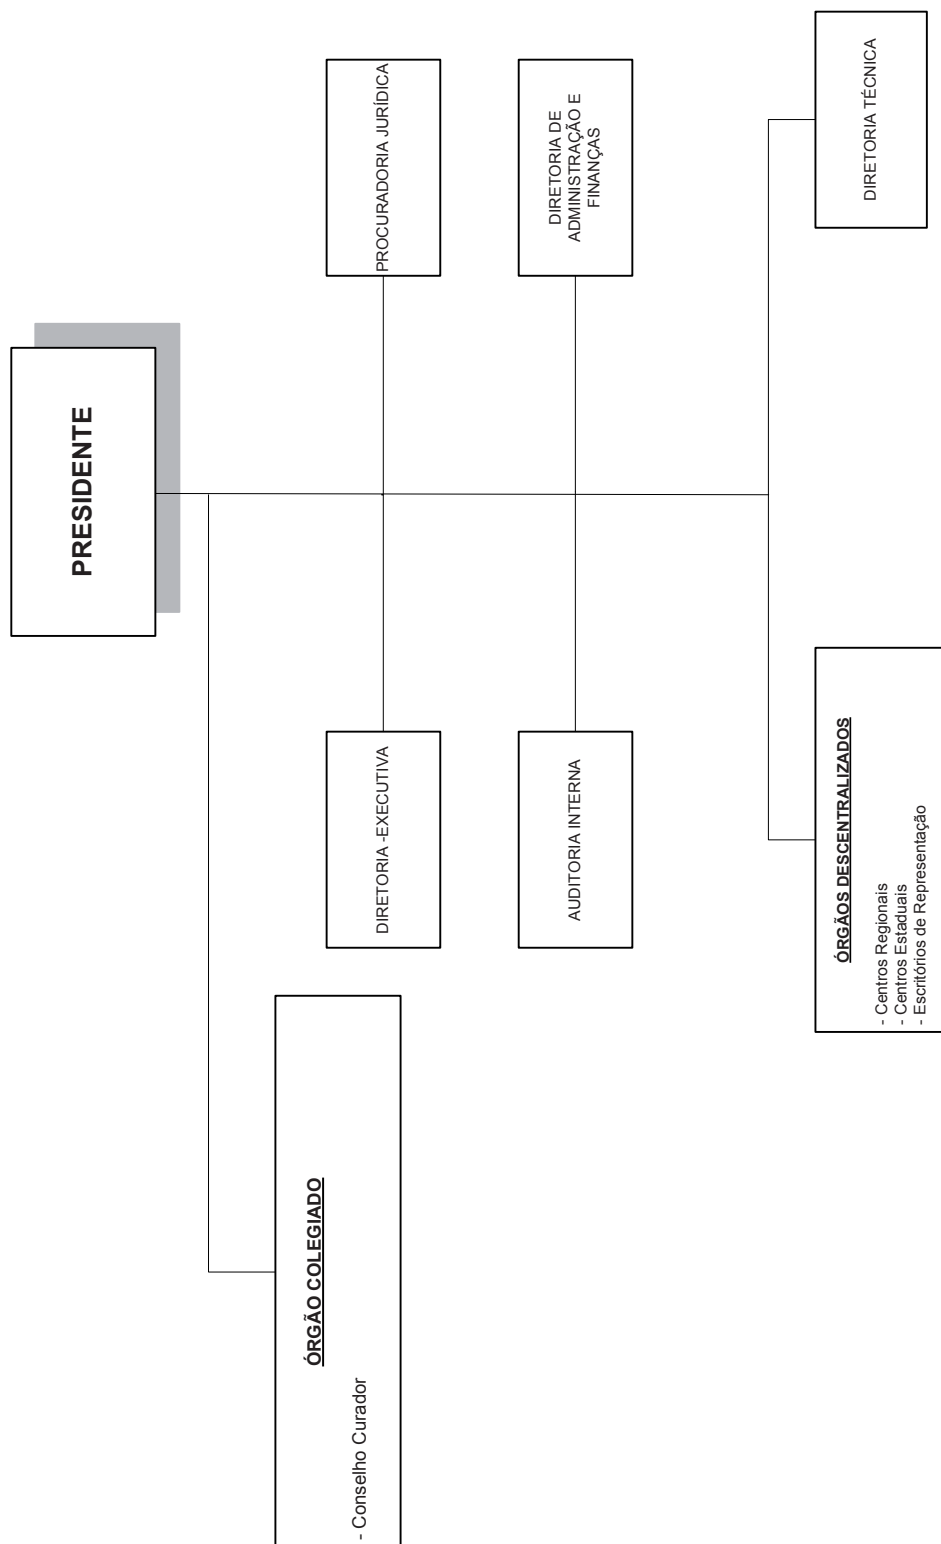 PRESIDENTE
ÓRGÃO COLEGIADO
- Conselho Curador
DIRETORIA -EXECUTIVA
PROCURADORIA JURÍDICA
AUDITORIA INTERNA
DIRETORIA DE
ADMINISTRAÇÃO E
FINANÇAS
ÓRGÃOS DESCENTRALIZADOS
- Centros Regionais
- Centros Estaduais
- Escritórios de Representação
DIRETORIA TÉCNICA